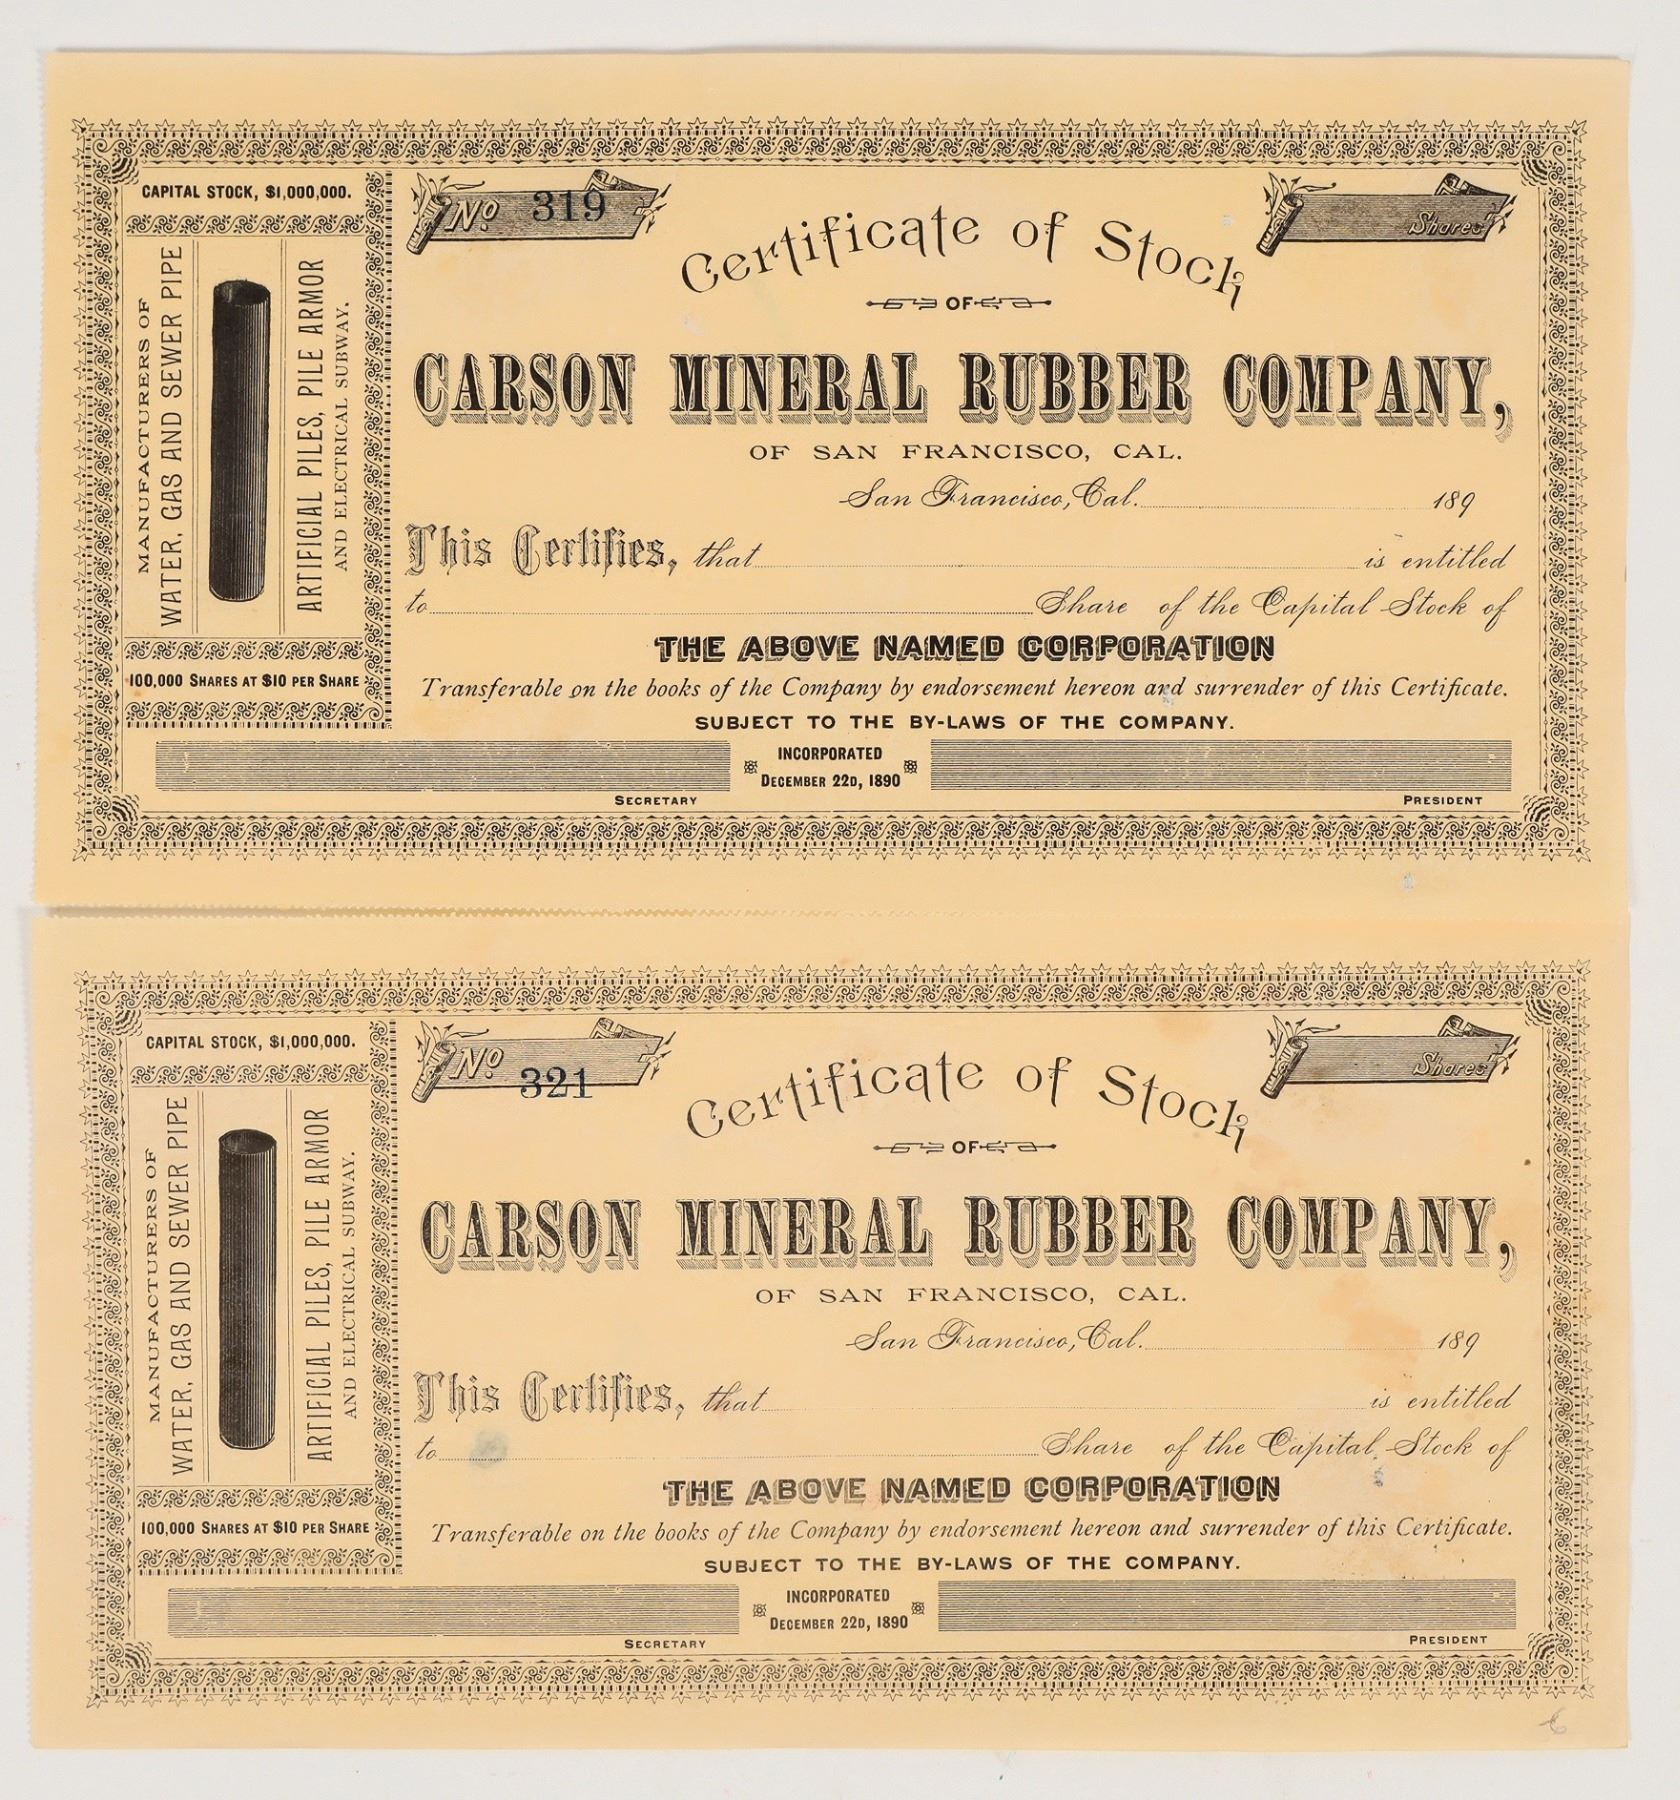 CAPITAL STOCK, $1,000,000.
MANUFACTURERS OF
WATER, GAS AND SEWER PIPE
ARTIFICIAL PILES, PILE ARMOR
AND ELECTRICAL SUBWAY.
100,000 SHARES AT $10 PER SHARE
No 319
Shares
Certificate of Stock
OF
CARSON MINERAL RUBBER COMPANY,
OF SAN FRANCISCO, CAL.
San Francisco, Cal. 189
This Certifies, that is entitled
to Share of the Capital Stock of
THE ABOVE NAMED CORPORATION
Transferable on the books of the Company by endorsement hereon and surrender of this Certificate.
SUBJECT TO THE BY-LAWS OF THE COMPANY.
INCORPORATED
DECEMBER 22D, 1890
SECRETARY
PRESIDENT
CAPITAL STOCK, $1,000,000.
MANUFACTURERS OF
WATER, GAS AND SEWER PIPE
ARTIFICIAL PILES, PILE ARMOR
AND ELECTRICAL SUBWAY.
100,000 SHARES AT $10 PER SHARE
No 321
Shares
Certificate of Stock
OF
CARSON MINERAL RUBBER COMPANY,
OF SAN FRANCISCO, CAL.
San Francisco, Cal. 189
This Certifies, that is entitled
to Share of the Capital Stock of
THE ABOVE NAMED CORPORATION
Transferable on the books of the Company by endorsement hereon and surrender of this Certificate.
SUBJECT TO THE BY-LAWS OF THE COMPANY.
INCORPORATED
DECEMBER 22D, 1890
SECRETARY
PRESIDENT